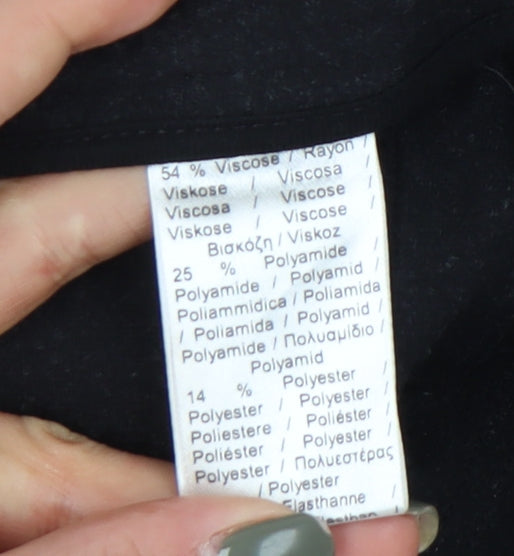 54 % Viscose / Rayon /
Viskose / Viscosa /
Viscosa / Viscose /
Viskose / Viscose /
Βισκόζη / Viskoz
25 % Polyamide /
Polyamide / Polyamid /
Poliammidica / Poliamida
/ Poliamida / Polyamid /
Polyamide / Πολυαμίδιο /
Polyamid
14 % Polyester /
Polyester / Polyester /
Poliestere / Poliéster /
Poliéster / Polyester /
Polyester / Πολυεστέρας
/ Polyester
Elasthanne /